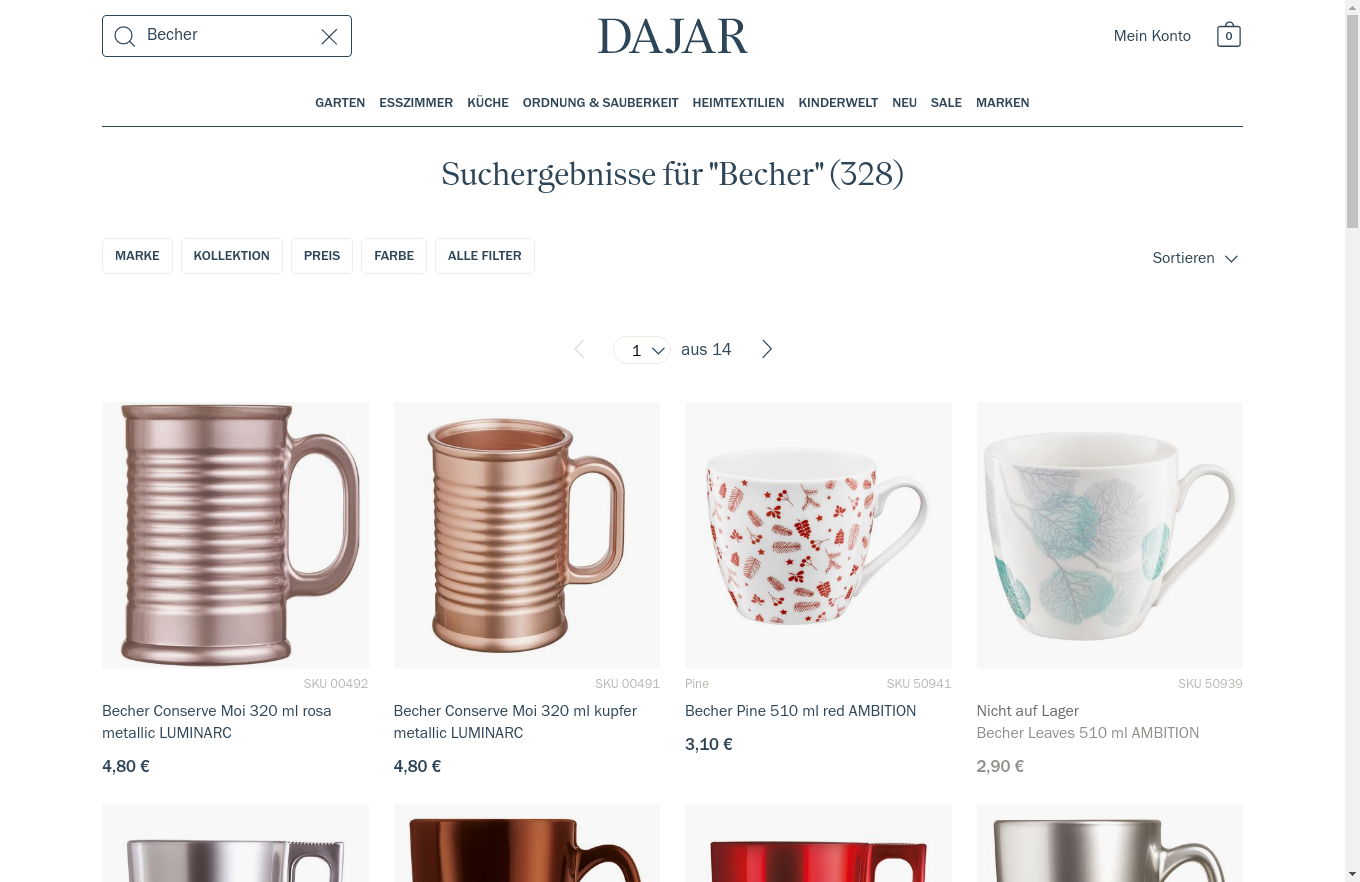 Becher
DAJAR
Mein Konto
0
GARTEN ESSZIMMER KÜCHE ORDNUNG & SAUBERKEIT HEIMTEXTILIEN KINDERWELT NEU SALE MARKEN
Suchergebnisse für "Becher" (328)
MARKE KOLLEKTION PREIS FARBE ALLE FILTER
Sortieren
1 aus 14
SKU 00492
Becher Conserve Moi 320 ml rosa
metallic LUMINARC
4,80 €
SKU 00491
Becher Conserve Moi 320 ml kupfer
metallic LUMINARC
4,80 €
Pine SKU 50941
Becher Pine 510 ml red AMBITION
3,10 €
SKU 50939
Nicht auf Lager
Becher Leaves 510 ml AMBITION
2,90 €